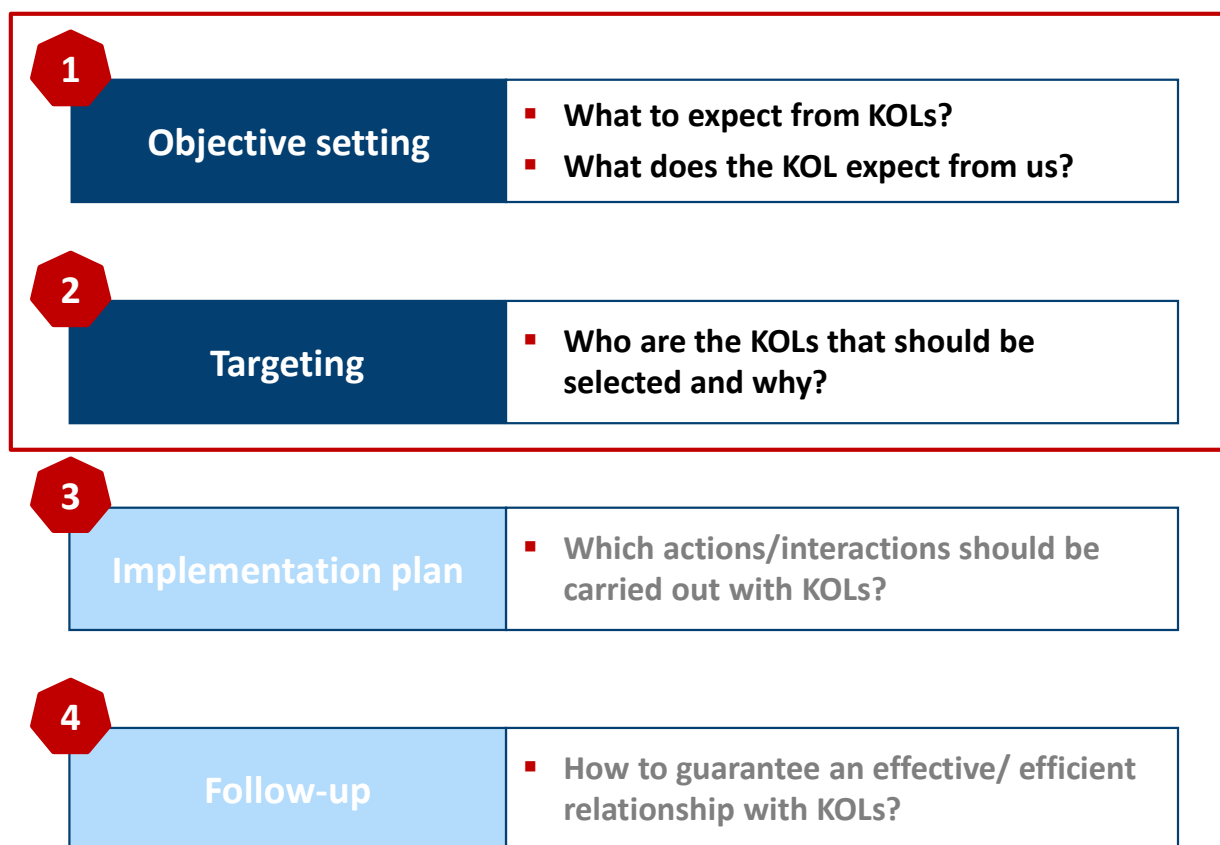 1
Objective setting
▪ What to expect from KOLs?
▪ What does the KOL expect from us?
2
Targeting
▪ Who are the KOLs that should be
selected and why?
3
Implementation plan
▪ Which actions/interactions should be
carried out with KOLs?
4
Follow-up
▪ How to guarantee an effective/ efficient
relationship with KOLs?